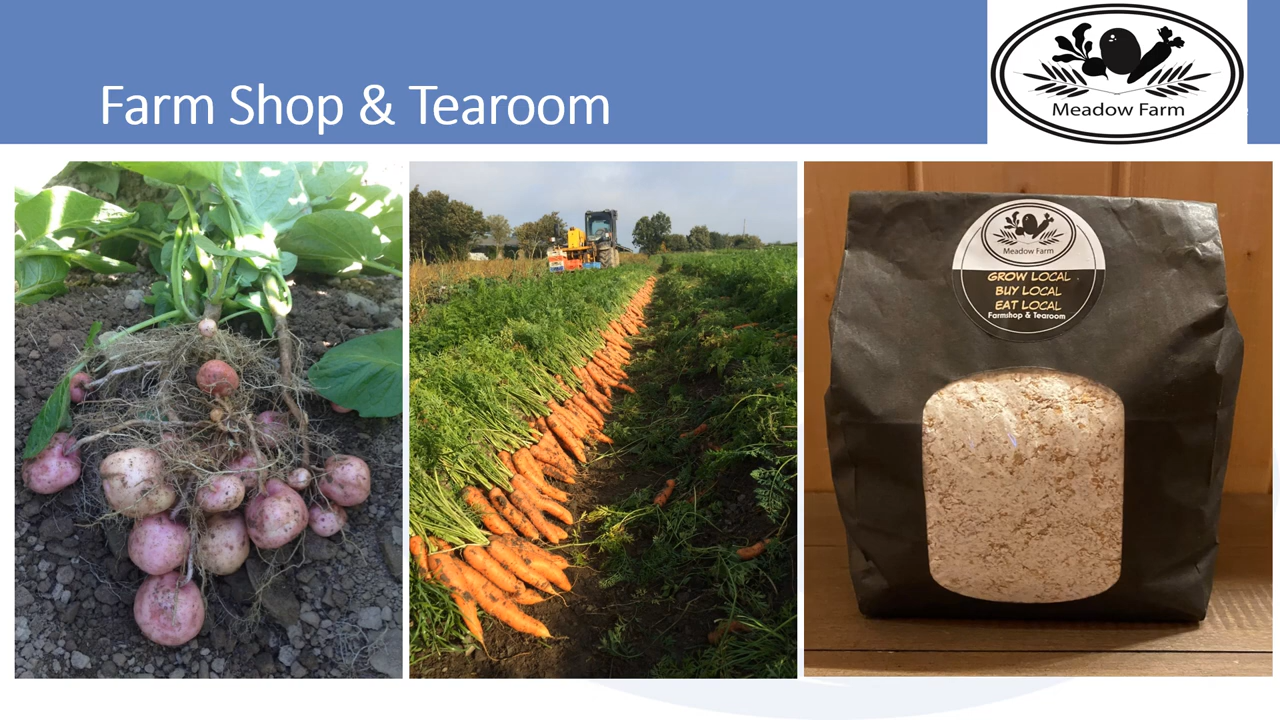 Farm Shop & Tearoom
Meadow Farm
Meadow Farm
GROW LOCAL
BUY LOCAL
EAT LOCAL
Farmshop & Tearoom